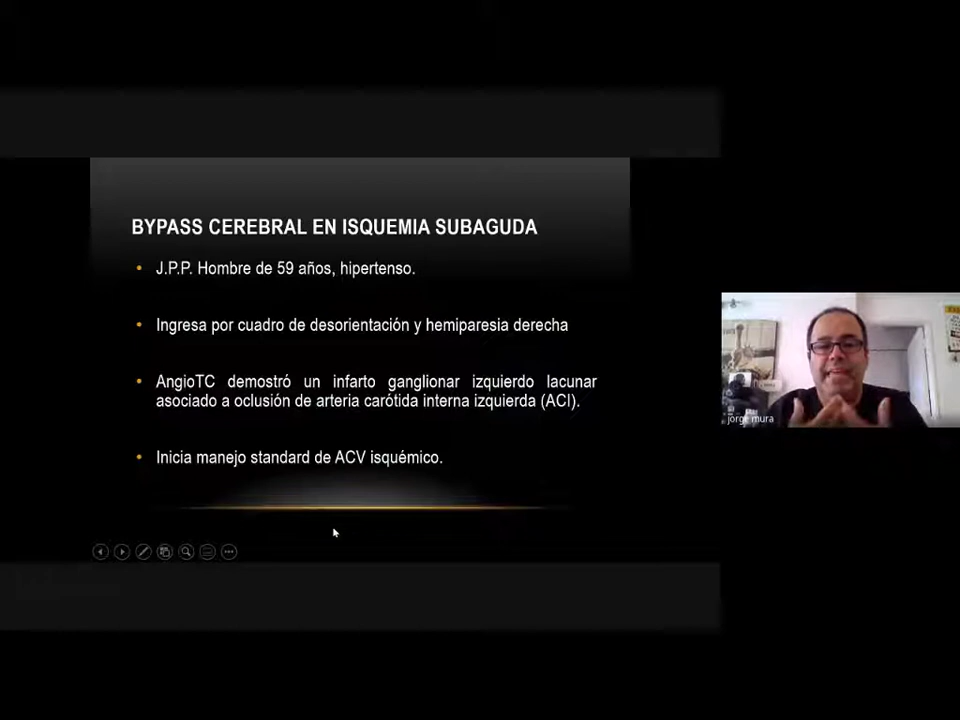 BYPASS CEREBRAL EN ISQUEMIA SUBAGUDA
• J.P.P. Hombre de 59 años, hipertenso.
• Ingresa por cuadro de desorientación y hemiparesia derecha
• AngioTC demostró un infarto ganglionar izquierdo lacunar
asociado a oclusión de arteria carótida interna izquierda (ACI).
• Inicia manejo standard de ACV isquémico.
jorge mura